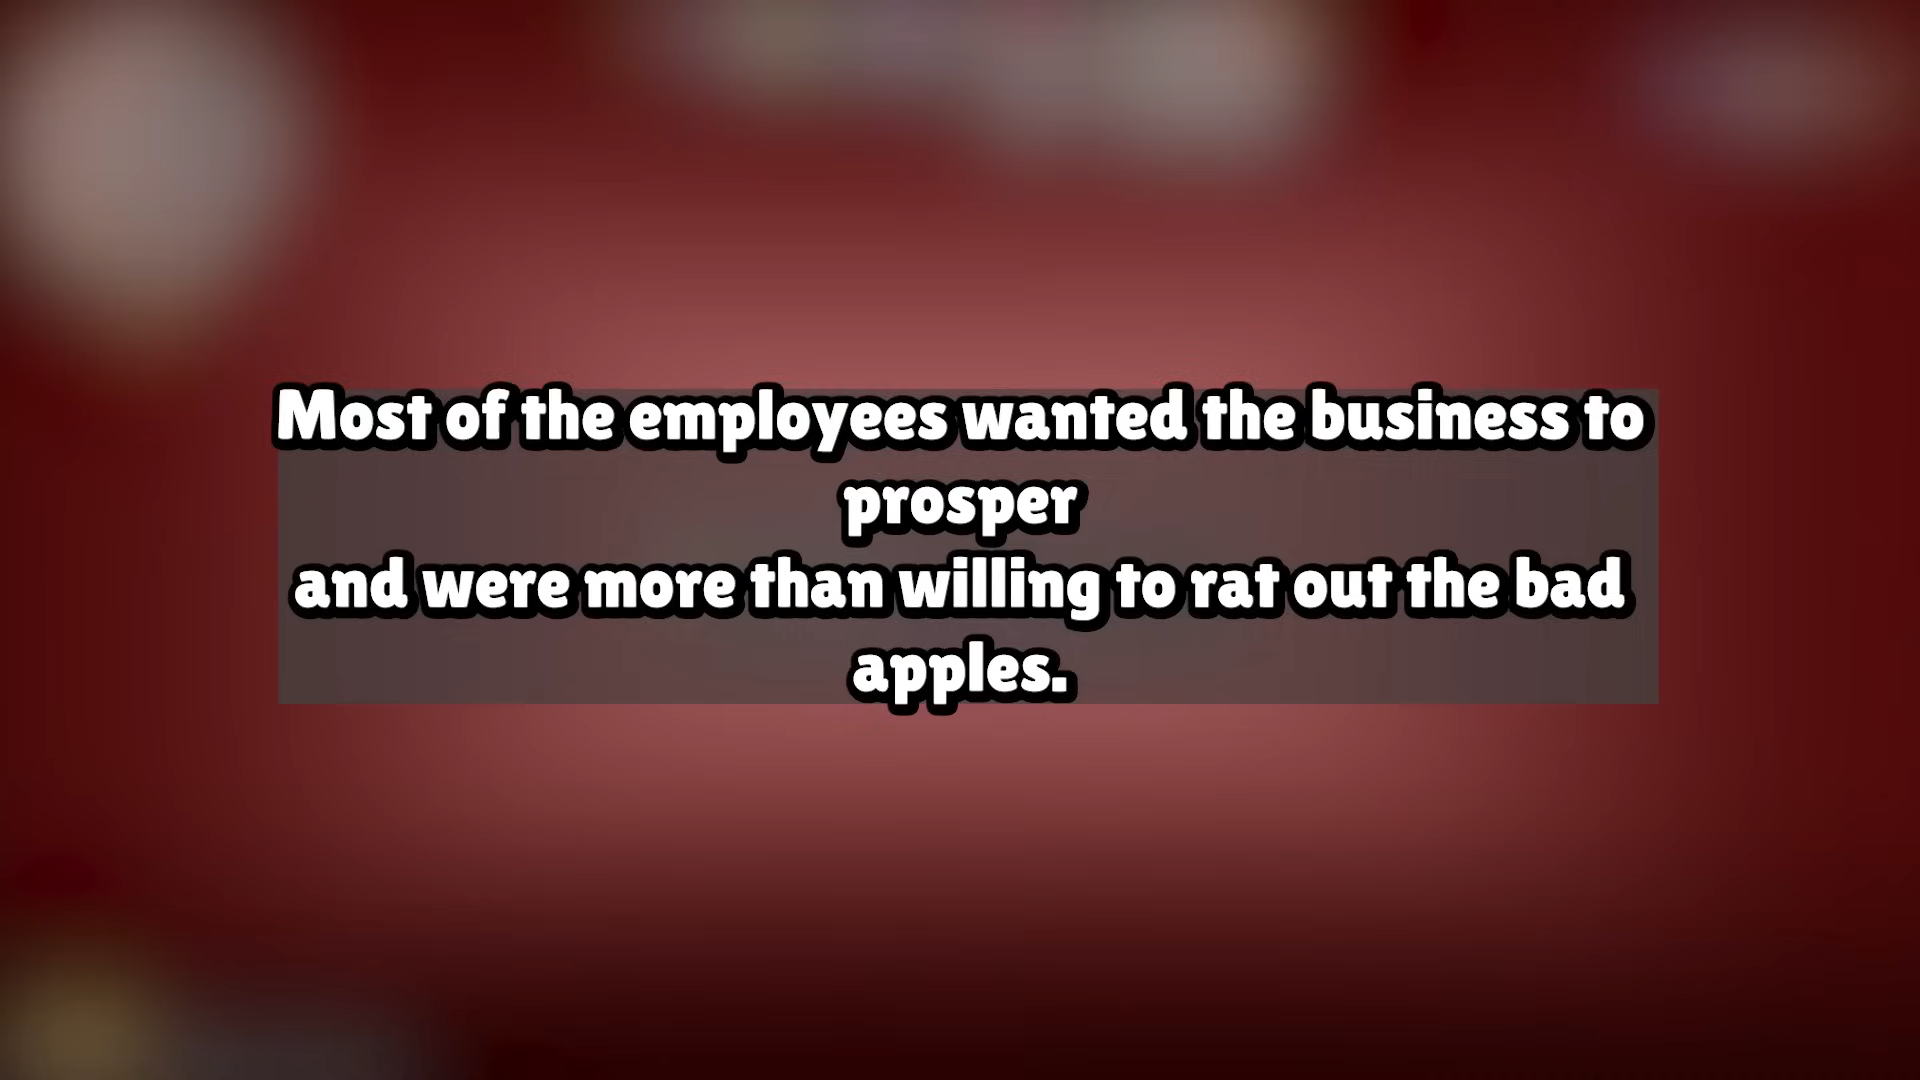 Most of the employees wanted the business to
prosper
and were more than willing to rat out the bad
apples.